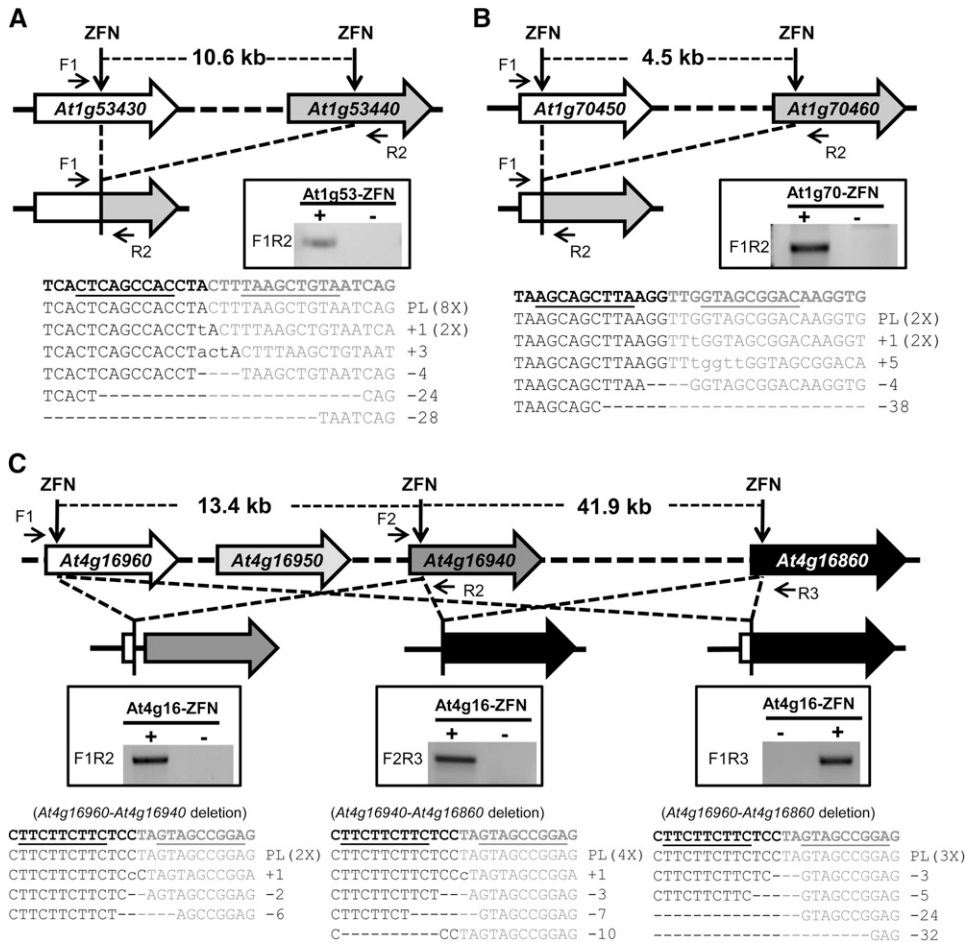 A
ZFN
ZFN
10.6 kb
F1
At1g53430
At1g53440
R2
F1
R2
At1g53-ZFN
+ -
F1R2
TCACTCAGCCACCTACTTTAAGCTGTAATCAG
TCACTCAGCCACCTACTTTAAGCTGTAATCAG PL(8X)
TCACTCAGCCACCTtACTTTAAGCTGTAATCA +1(2X)
TCACTCAGCCACCTactACTTTAAGCTGTAAT +3
TCACTCAGCCACCT----TAAGCTGTAATCAG -4
TCACT------------------------CAG -24
----------------------------TAATCAG -28
B
ZFN
ZFN
4.5 kb
F1
At1g70450
At1g70460
R2
F1
R2
At1g70-ZFN
+ -
F1R2
TAAGCAGCTTAAGGTTGGTAGCGGACAAGGTG
TAAGCAGCTTAAGGTTGGTAGCGGACAAGGTG PL(2X)
TAAGCAGCTTAAGGTTtGGTAGCGGACAAGGT +1(2X)
TAAGCAGCTTAAGGTTtggttGGTAGCGGACA +5
TAAGCAGCTTAA----GGTAGCGGACAAGGTG -4
TAAGCAGC------------------------ -38
C
ZFN
ZFN
ZFN
13.4 kb
41.9 kb
F1
F2
At4g16960
At4g16950
At4g16940
At4g16860
R2
R3
At4g16-ZFN
+ -
F1R2
At4g16-ZFN
+ -
F2R3
At4g16-ZFN
- +
F1R3
(At4g16960-At4g16940 deletion)
CTTCTTCTTCTCCTAGTAGCCGGAG
CTTCTTCTTCTCCTAGTAGCCGGAG PL(2X)
CTTCTTCTTCTCCcCTAGTAGCCGGA +1
CTTCTTCTTCTC--AGTAGCCGGAG -2
CTTCTTCTTCT------AGCCGGAG -6
(At4g16940-At4g16860 deletion)
CTTCTTCTTCTCCTAGTAGCCGGAG
CTTCTTCTTCTCCTAGTAGCCGGAG PL(4X)
CTTCTTCTTCTCCcTAGTAGCCGGA +1
CTTCTTCTTCTC---GTAGCCGGAG -3
CTTCTTCT-------GTAGCCGGAG -7
C----------CCTAGTAGCCGGAG -10
(At4g16960-At4g16860 deletion)
CTTCTTCTTCTCCTAGTAGCCGGAG
CTTCTTCTTCTCCTAGTAGCCGGAG PL(3X)
CTTCTTCTTCTC---GTAGCCGGAG -3
CTTCTTCTTC-----GTAGCCGGAG -5
---------------GTAGCCGGAG -24
----------------------GAG -32